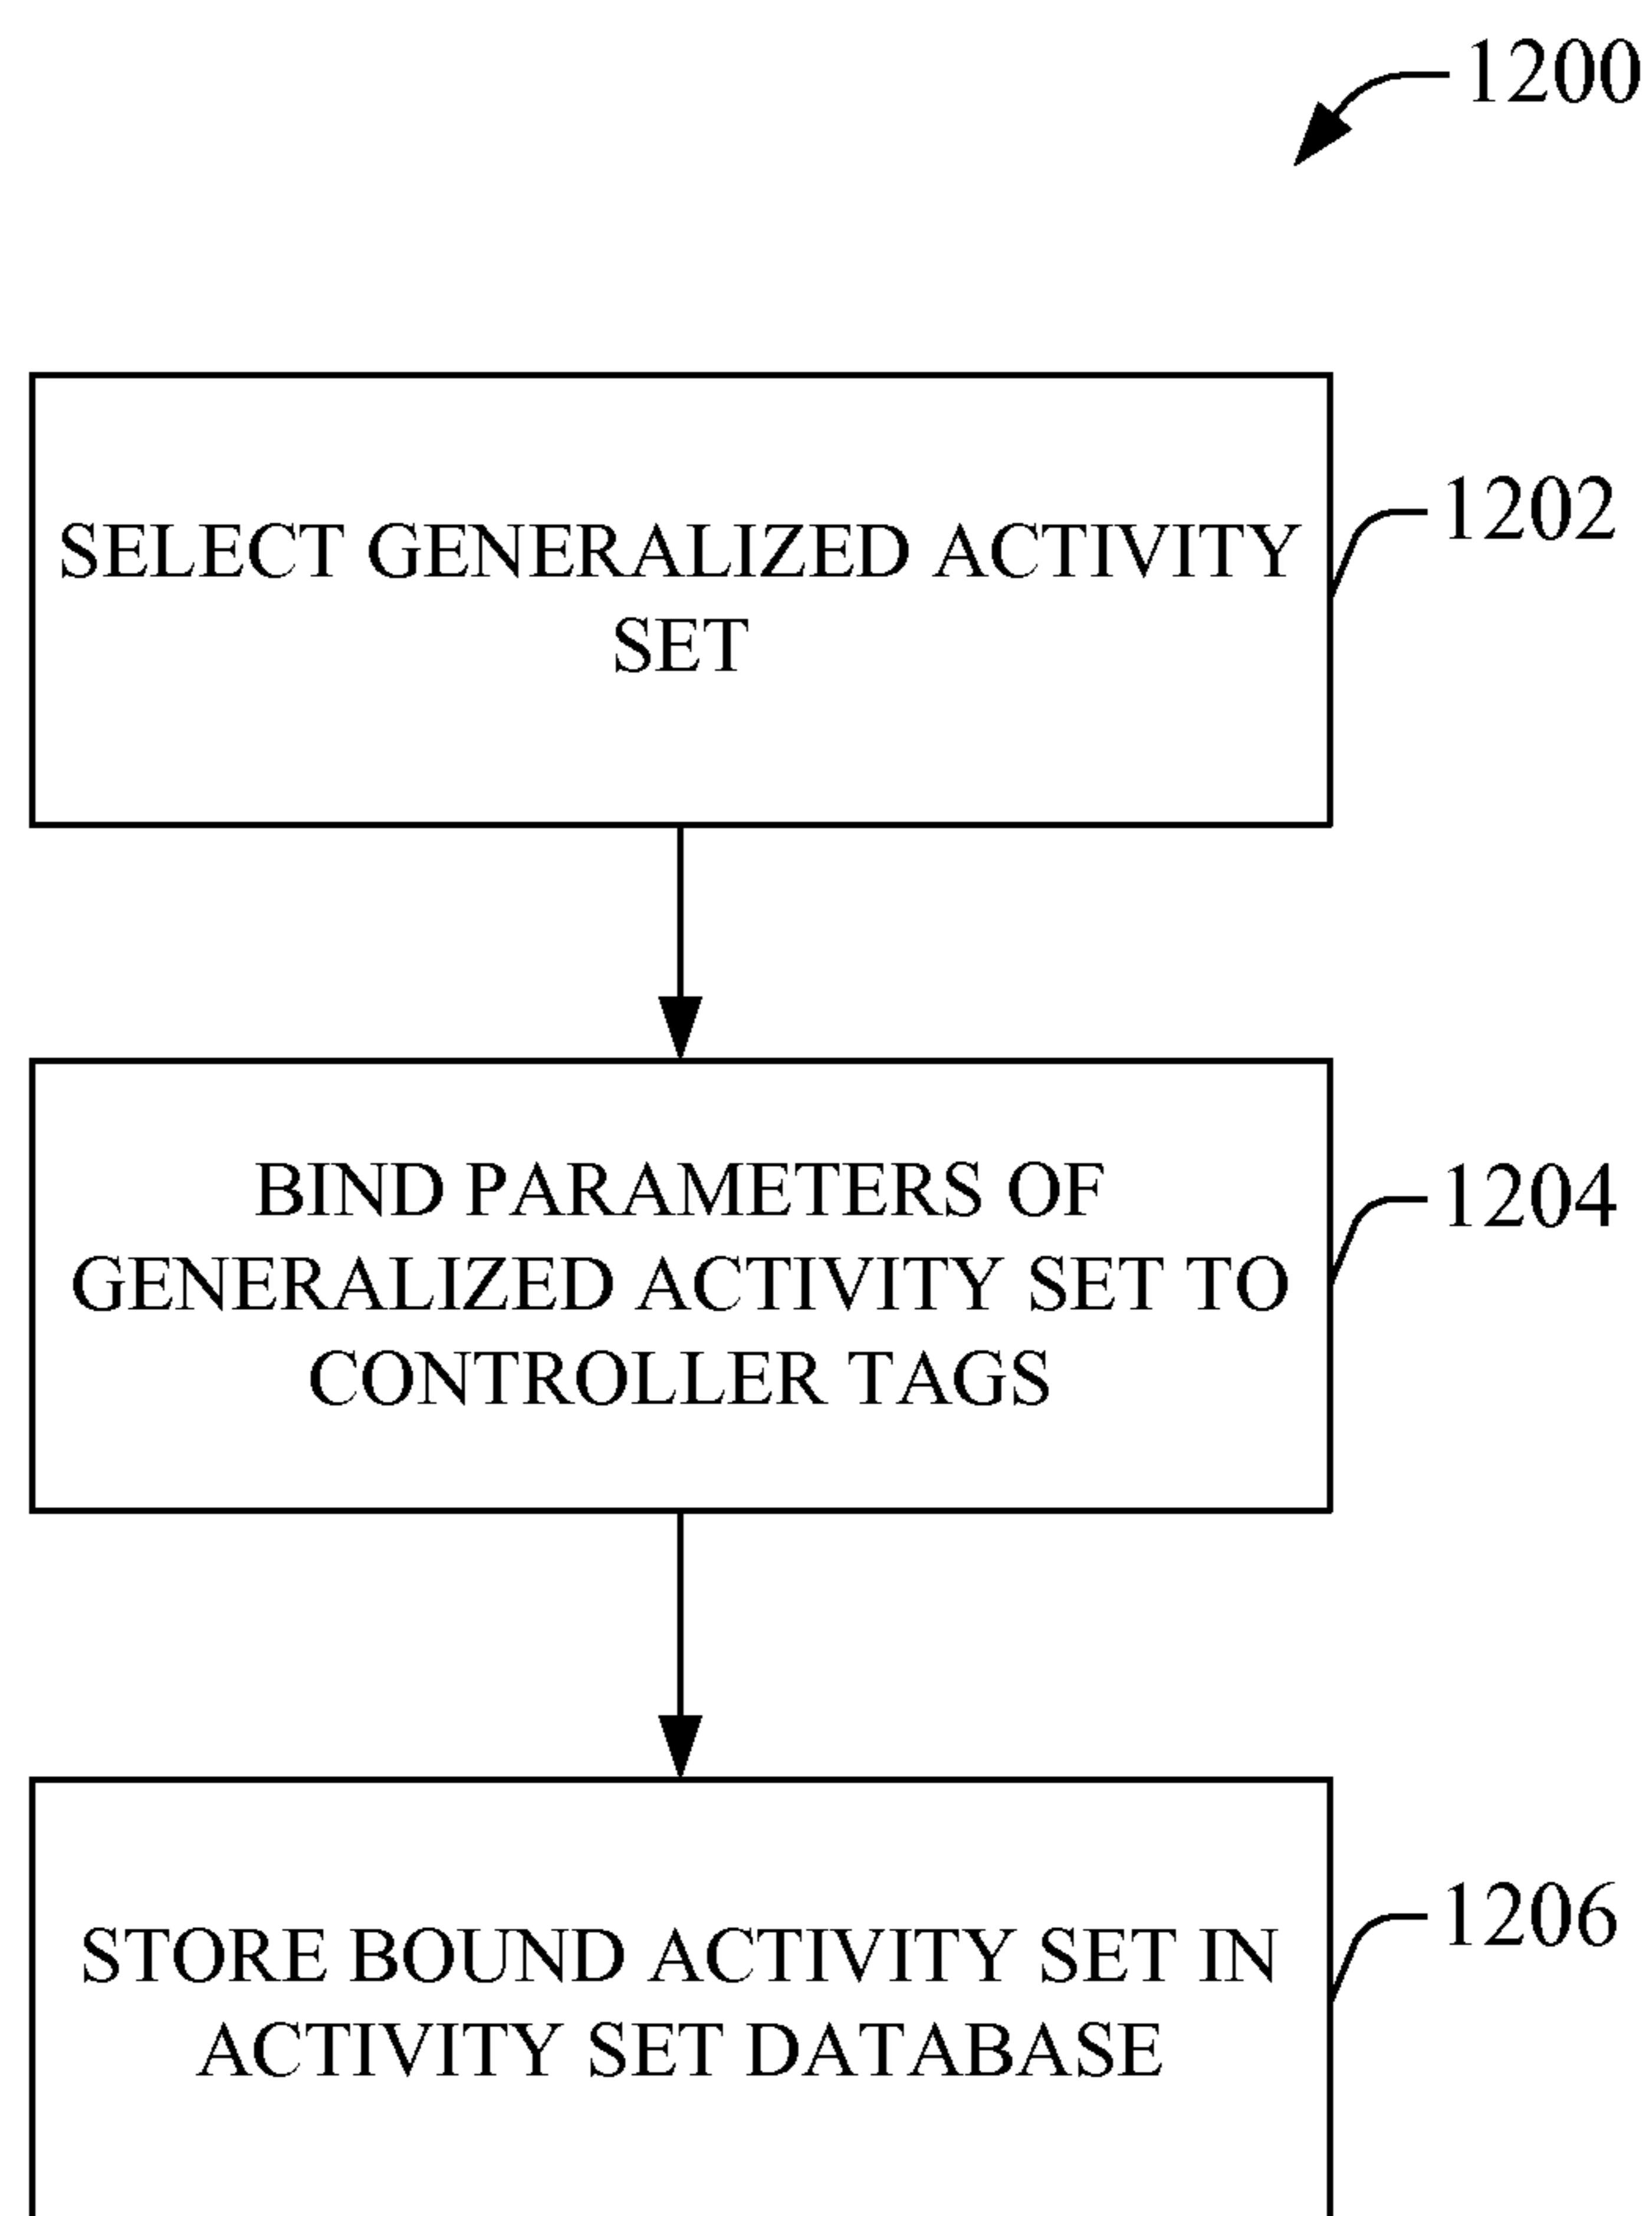 1200
SELECT GENERALIZED ACTIVITY
SET
1202
BIND PARAMETERS OF
GENERALIZED ACTIVITY SET TO
CONTROLLER TAGS
1204
STORE BOUND ACTIVITY SET IN
ACTIVITY SET DATABASE
1206